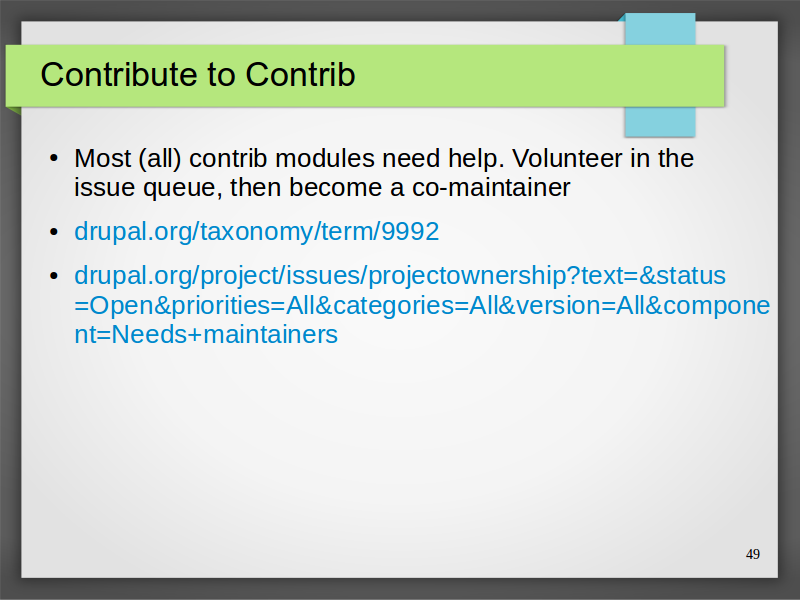 Contribute to Contrib
• Most (all) contrib modules need help. Volunteer in the
issue queue, then become a co-maintainer
• drupal.org/taxonomy/term/9992
• drupal.org/project/issues/projectownership?text=&status
=Open&priorities=All&categories=All&version=All&compone
nt=Needs+maintainers
49